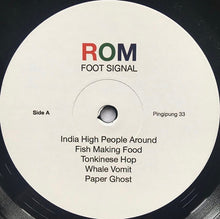 ROM
FOOT SIGNAL
Side A
Pingipung 33
India High People Around
Fish Making Food
Tonkinese Hop
Whale Vomit
Paper Ghost